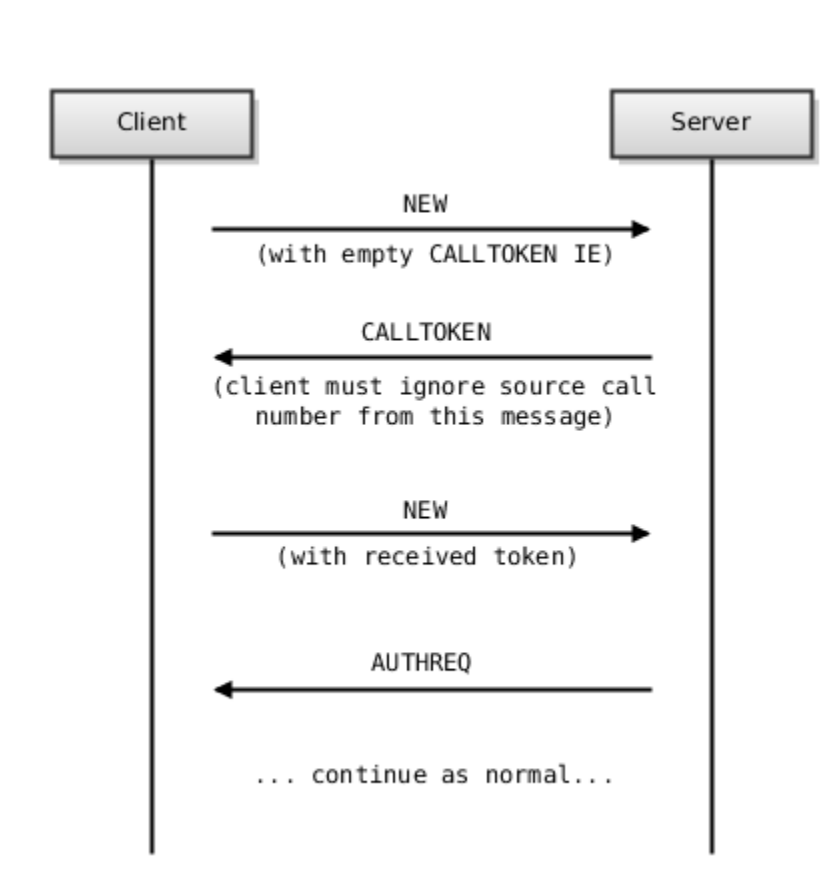 Client
Server
NEW
(with empty CALLTOKEN IE)
CALLTOKEN
(client must ignore source call
number from this message)
NEW
(with received token)
AUTHREQ
... continue as normal...